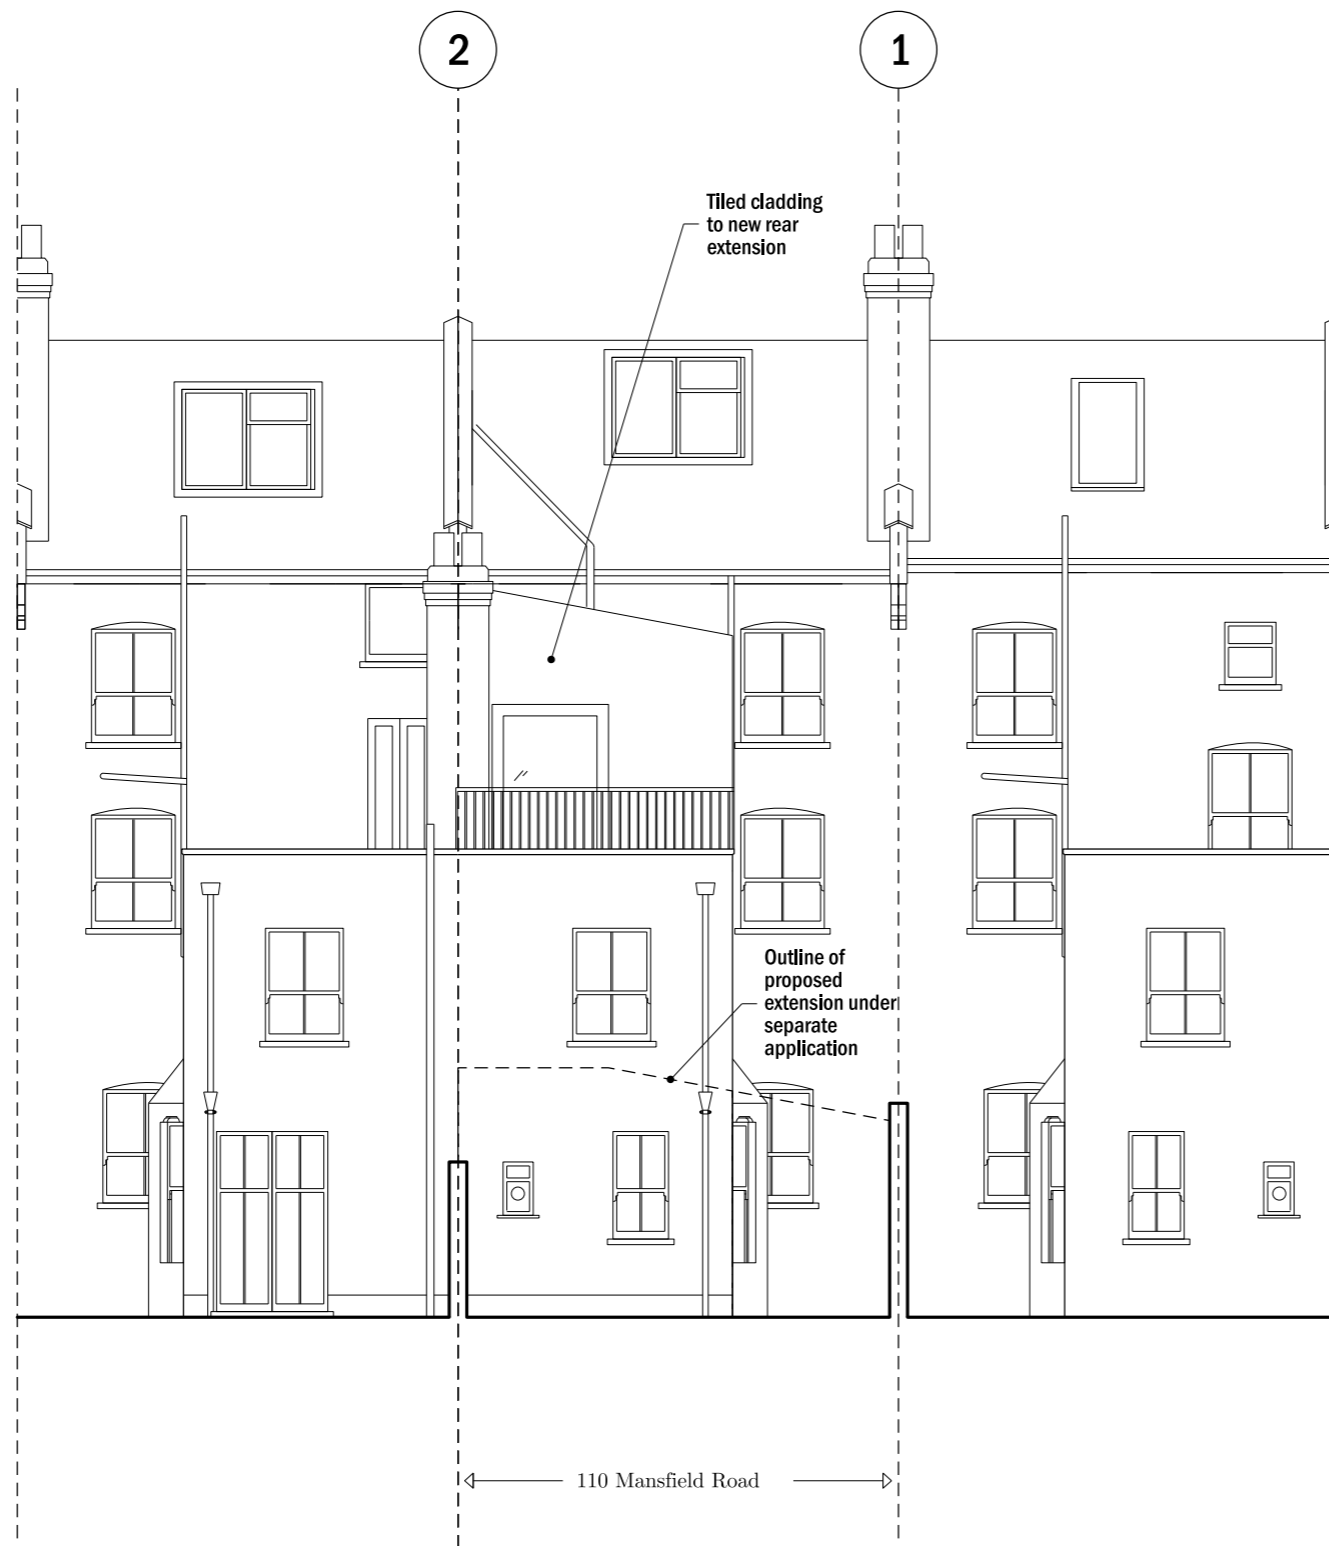 2
1
Tiled cladding
to new rear
extension
Outline of
proposed
extension under
separate
application
110 Mansfield Road